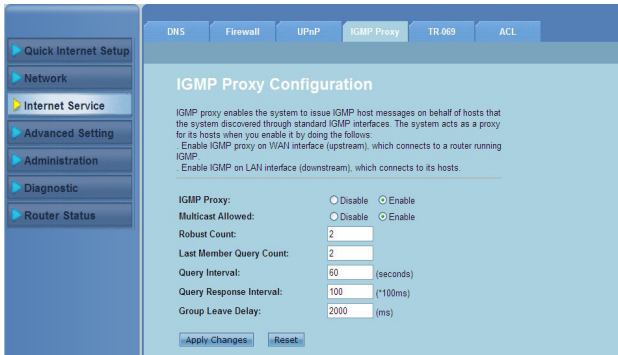 DNS Firewall UPnP IGMP Proxy TR-069 ACL
Quick Internet Setup
Network
Internet Service
Advanced Setting
Administration
Diagnostic
Router Status
IGMP Proxy Configuration
IGMP proxy enables the system to issue IGMP host messages on behalf of hosts that
the system discovered through standard IGMP interfaces. The system acts as a proxy
for its hosts when you enable it by doing the follows:
. Enable IGMP proxy on WAN interface (upstream), which connects to a router running
IGMP.
. Enable IGMP on LAN interface (downstream), which connects to its hosts.
IGMP Proxy: Disable Enable
Multicast Allowed: Disable Enable
Robust Count: 2
Last Member Query Count: 2
Query Interval: 60 (seconds)
Query Response Interval: 100 (*100ms)
Group Leave Delay: 2000 (ms)
Apply Changes Reset